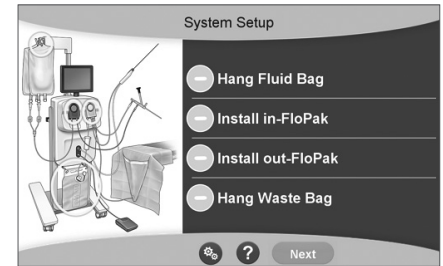 System Setup
Hang Fluid Bag
Install in-FloPak
Install out-FloPak
Hang Waste Bag
?
Next